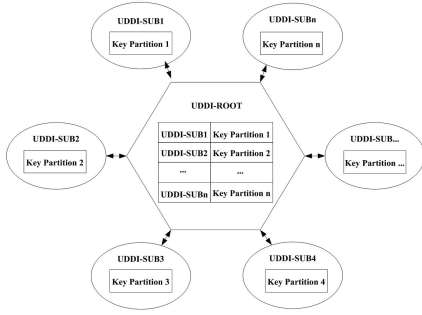 UDDI-SUB1
Key Partition 1
UDDI-SUBn
Key Partition n
UDDI-ROOT
UDDI-SUB1 Key Partition 1
UDDI-SUB2 Key Partition 2
... ...
UDDI-SUBn Key Partition n
UDDI-SUB2
Key Partition 2
UDDI-SUB...
Key Partition ...
UDDI-SUB3
Key Partition 3
UDDI-SUB4
Key Partition 4